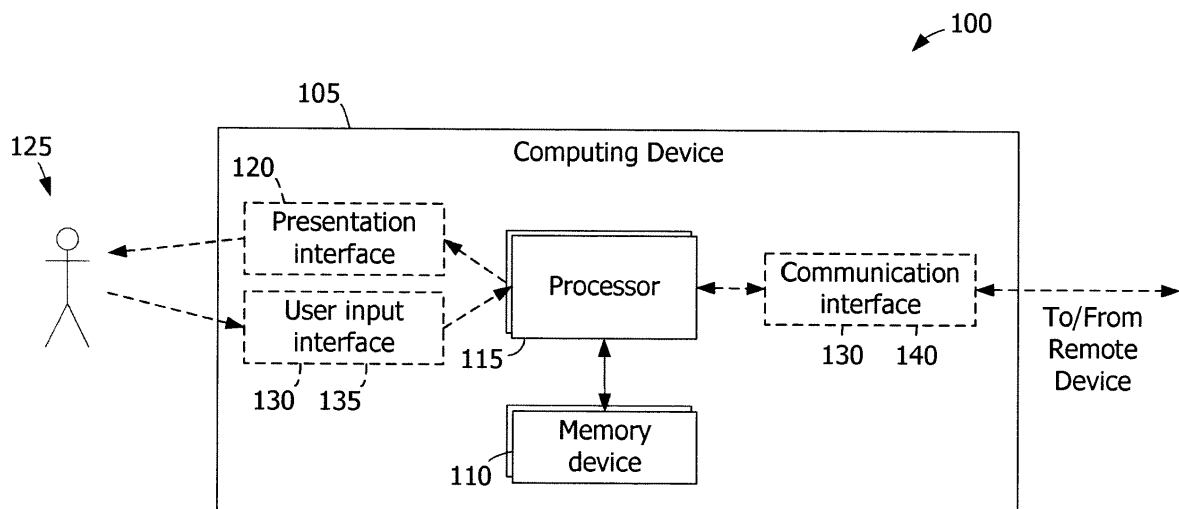 100
105
125
Computing Device
120
Presentation
interface
User input
interface
130 135
Processor
115
Communication
interface
130 140
To/From
Remote
Device
Memory
device
110